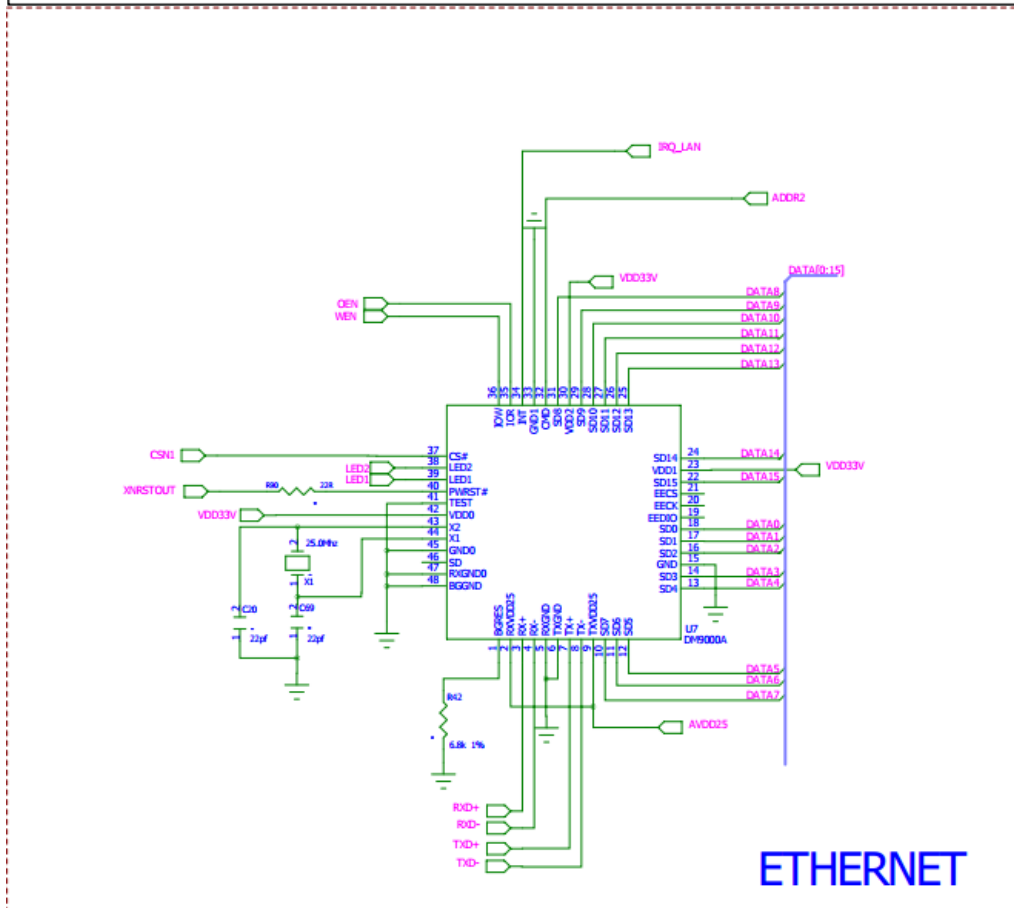 IRQ_LAN
ADDR2
DATA[0:15]
VDD33V
DATA8
OEN
DATA9
WEN
DATA10
DATA11
DATA12
DATA13
36 35 34 33 32 31 30 29 28 27 26 25
IOW IOR INT GND1 CMD SD8 VDD2 SD9 SD10 SD11 SD12 SD13
CSN1 37 CS# SD14 24 DATA14
LED2 38 LED2 VDD1 23 VDD33V
LED1 39 LED1 SD15 22 DATA15
XNRSTOUT R90 22R 40 PWRST# EECS 21
41 TEST EECK 20
VDD33V 42 VDD0 EEDIO 19
43 X2 SD0 18 DATA0
44 X1 SD1 17 DATA1
2 25.0Mhz 45 GND0 SD2 16 DATA2
46 SD GND 15
47 RXGND0 SD3 14 DATA3
1 X1 48 BGGND SD4 13 DATA4
2 C20 2 C69
1 22pf 1 22pf
BGRES RXVDD25 RX+ RX- RXGND TXGND TX+ TX- TXVDD25 SD7 SD6 SD5
1 2 3 4 5 6 7 8 9 10 11 12
U7
DM9000A
DATA5
DATA6
DATA7
R42
6.8k 1%
AVDD25
RXD+
RXD-
TXD+
TXD-
ETHERNET